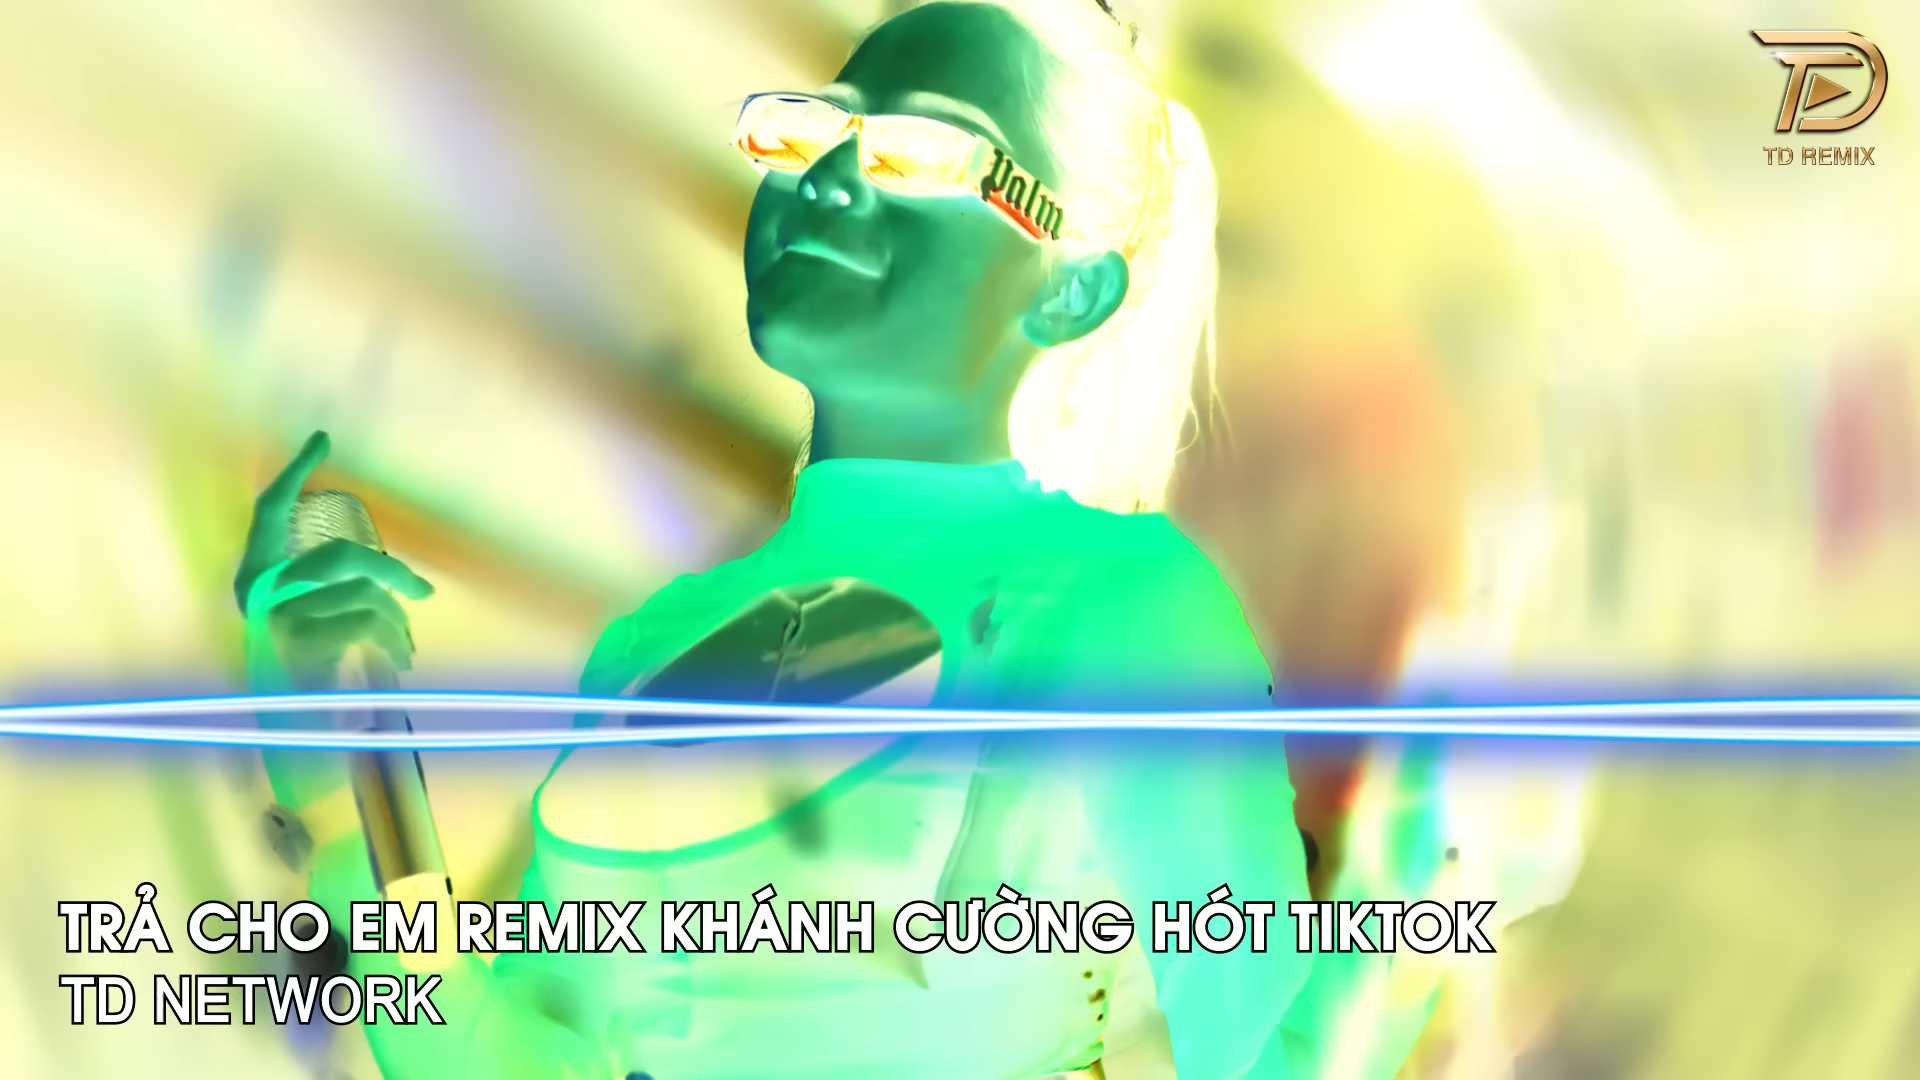 TD REMIX
Palm
TRẢ CHO EM REMIX KHÁNH CƯỜNG HÓT TIKTOK
TD NETWORK